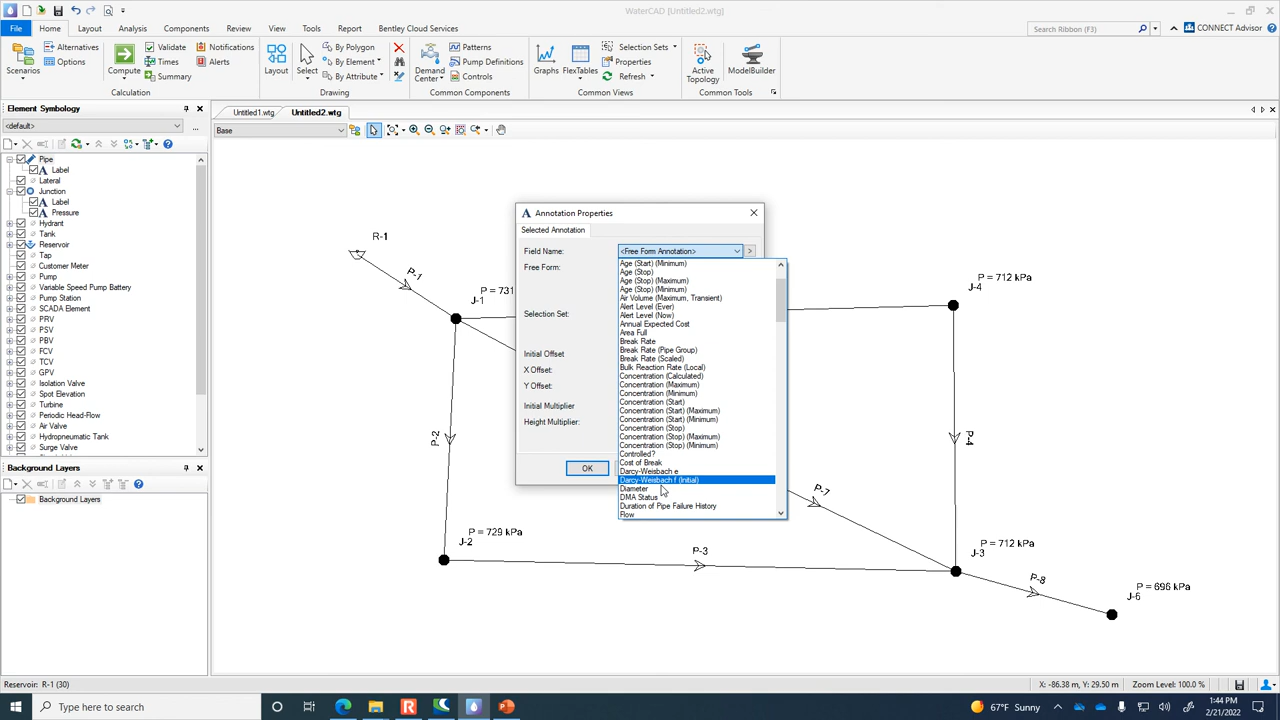 WaterCAD [Untitled2.wtg]
File Home Layout Analysis Components Review View Tools Report Bentley Cloud Services
Search Ribbon (F3)
CONNECT Advisor
Scenarios
Alternatives
Options
Compute
Validate
Times
Summary
Notifications
Alerts
Calculation
Layout
Select
By Polygon
By Element
By Attribute
Drawing
Demand Center
Patterns
Pump Definitions
Controls
Common Components
Graphs
FlexTables
Selection Sets
Properties
Refresh
Common Views
Active Topology
ModelBuilder
Common Tools
Element Symbology
<default>
...
Pipe
Label
Lateral
Junction
Label
Pressure
Hydrant
Tank
Reservoir
Tap
Customer Meter
Pump
Variable Speed Pump Battery
Pump Station
SCADA Element
PRV
PSV
PBV
FCV
TCV
GPV
Isolation Valve
Spot Elevation
Turbine
Periodic Head-Flow
Air Valve
Hydropneumatic Tank
Surge Valve
Background Layers
Background Layers
Untitled1.wtg
Untitled2.wtg
Base
R-1
P-1
P = 731
J-1
P-2
P = 729 kPa
J-2
P-3
P = 712 kPa
J-4
P-4
P-7
P = 712 kPa
J-3
P-8
P = 696 kPa
J-6
A Annotation Properties
Selected Annotation
Field Name:
<Free Form Annotation>
>
Free Form:
Selection Set:
Initial Offset
X Offset:
Y Offset:
Initial Multiplier
Height Multiplier:
OK
Age (Start) (Minimum)
Age (Stop)
Age (Stop) (Maximum)
Age (Stop) (Minimum)
Air Volume (Maximum, Transient)
Alert Level (Ever)
Alert Level (Now)
Annual Expected Cost
Area Full
Break Rate
Break Rate (Pipe Group)
Break Rate (Scaled)
Bulk Reaction Rate (Local)
Concentration (Calculated)
Concentration (Maximum)
Concentration (Minimum)
Concentration (Start)
Concentration (Start) (Maximum)
Concentration (Start) (Minimum)
Concentration (Stop)
Concentration (Stop) (Maximum)
Concentration (Stop) (Minimum)
Controlled?
Cost of Break
Darcy-Weisbach e
Darcy-Weisbach f (Initial)
Diameter
DMA Status
Duration of Pipe Failure History
Flow
Reservoir: R-1 (30)
X: -86.38 m, Y: 29.50 m
Zoom Level: 100.0 %
Type here to search
67°F Sunny
1:44 PM
2/21/2022